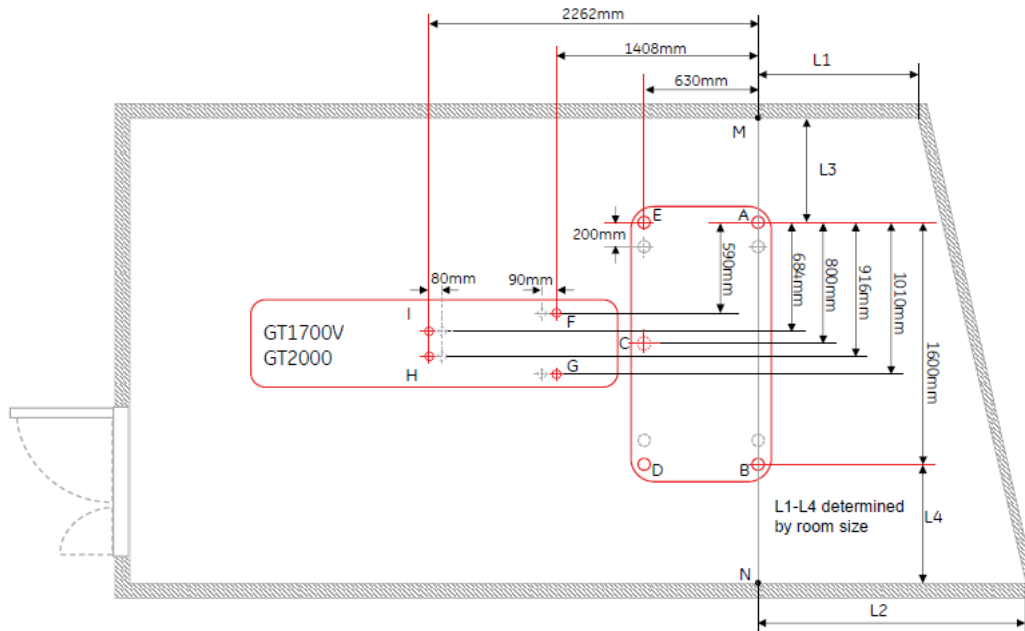 2262mm
1408mm
L1
630mm
M
L3
E
A
200mm
590mm
684mm
800mm
916mm
1010mm
1600mm
80mm
90mm
I
F
GT1700V
GT2000
C
H
G
D
B
L1-L4 determined
by room size
L4
N
L2